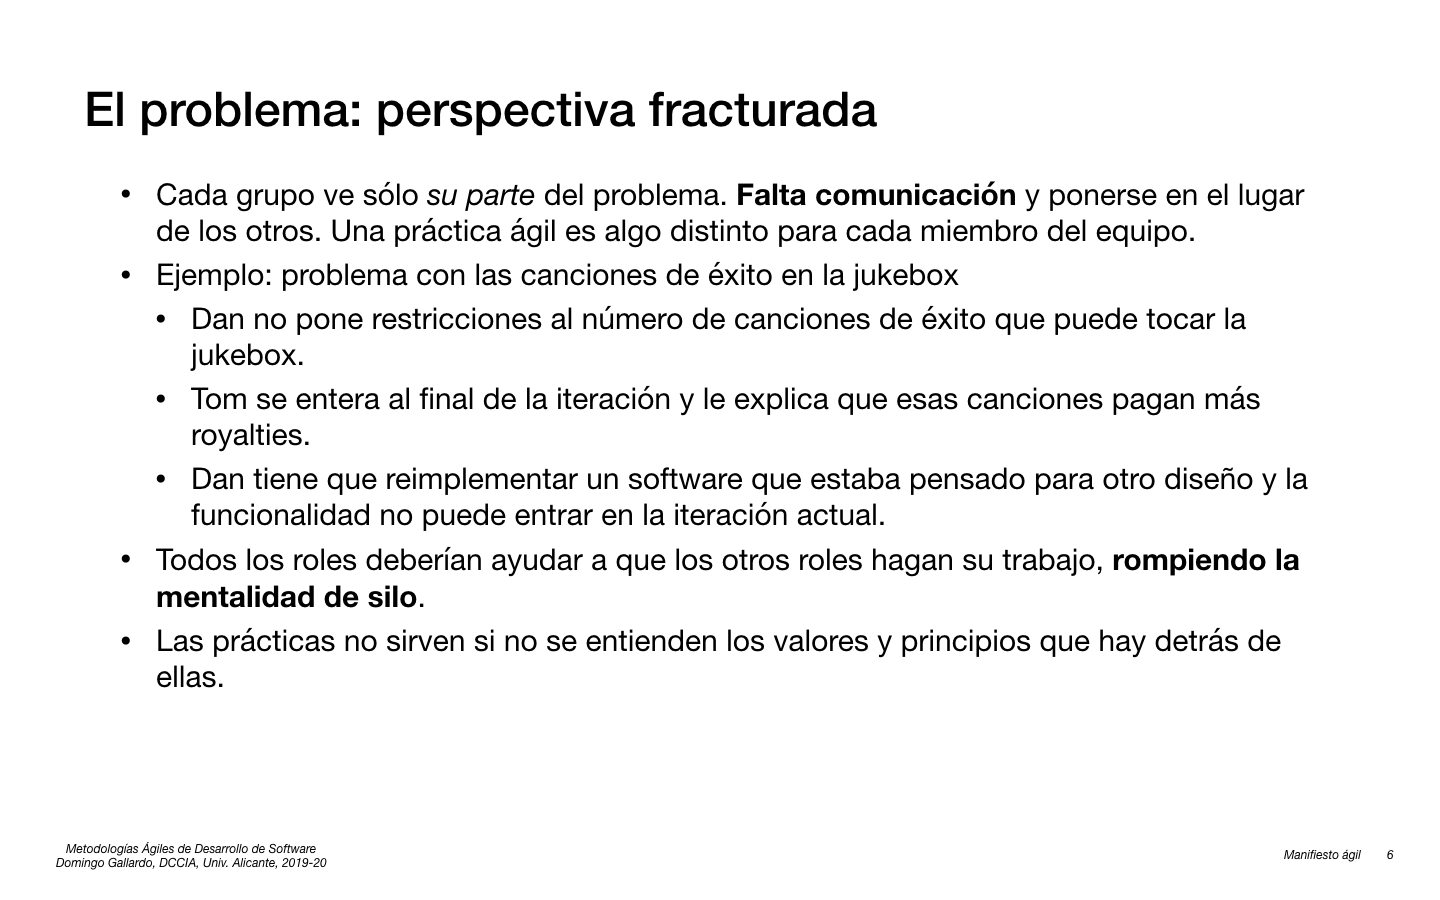 El problema: perspectiva fracturada
• Cada grupo ve sólo su parte del problema. Falta comunicación y ponerse en el lugar
de los otros. Una práctica ágil es algo distinto para cada miembro del equipo.
• Ejemplo: problema con las canciones de éxito en la jukebox
• Dan no pone restricciones al número de canciones de éxito que puede tocar la
jukebox.
• Tom se entera al final de la iteración y le explica que esas canciones pagan más
royalties.
• Dan tiene que reimplementar un software que estaba pensado para otro diseño y la
funcionalidad no puede entrar en la iteración actual.
• Todos los roles deberían ayudar a que los otros roles hagan su trabajo, rompiendo la
mentalidad de silo.
• Las prácticas no sirven si no se entienden los valores y principios que hay detrás de
ellas.
Metodologías Ágiles de Desarrollo de Software
Domingo Gallardo, DCCIA, Univ. Alicante, 2019-20
Manifiesto ágil 6